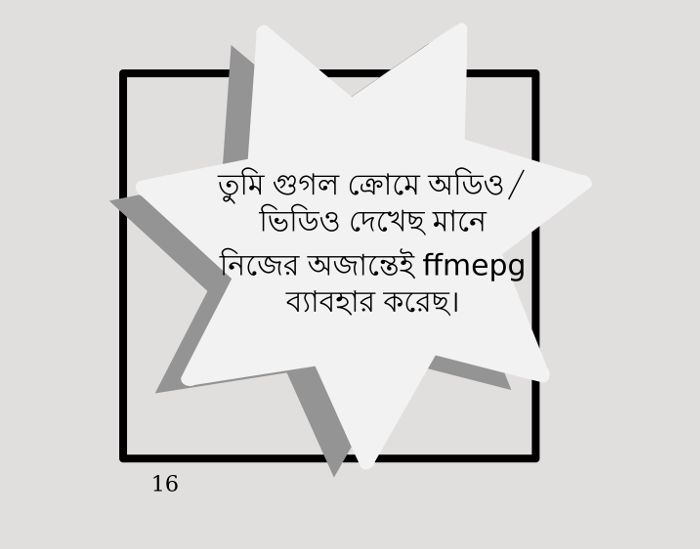 তুমি গুগল ক্রোমে অডিও/
ভিডিও দেখেছ মানে
নিজের অজান্তেই ffmepg
ব্যাবহার করেছ।
16